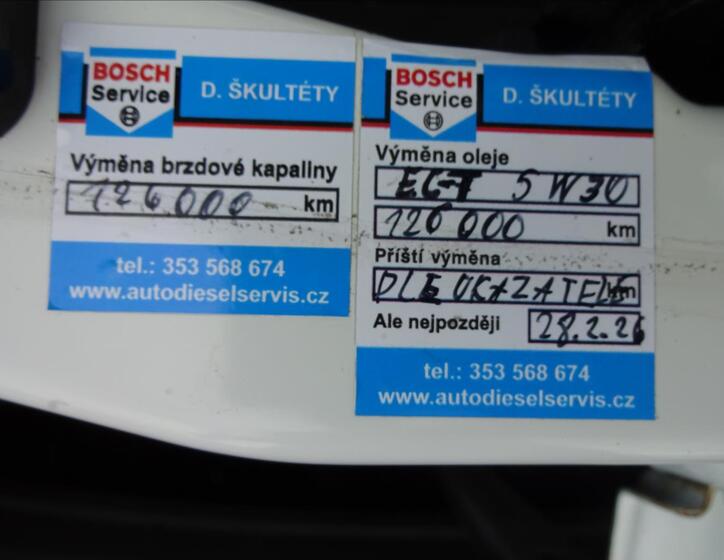 BOSCH
Service
D. ŠKULTÉTY
Výměna brzdové kapaliny
126000 km
tel.: 353 568 674
www.autodieselservis.cz
BOSCH
Service
D. ŠKULTÉTY
Výměna oleje
5W30
126000 km
Příští výměna
DLE UKAZATELE km
Ale nejpozději
28.2.26
tel.: 353 568 674
www.autodieselservis.cz